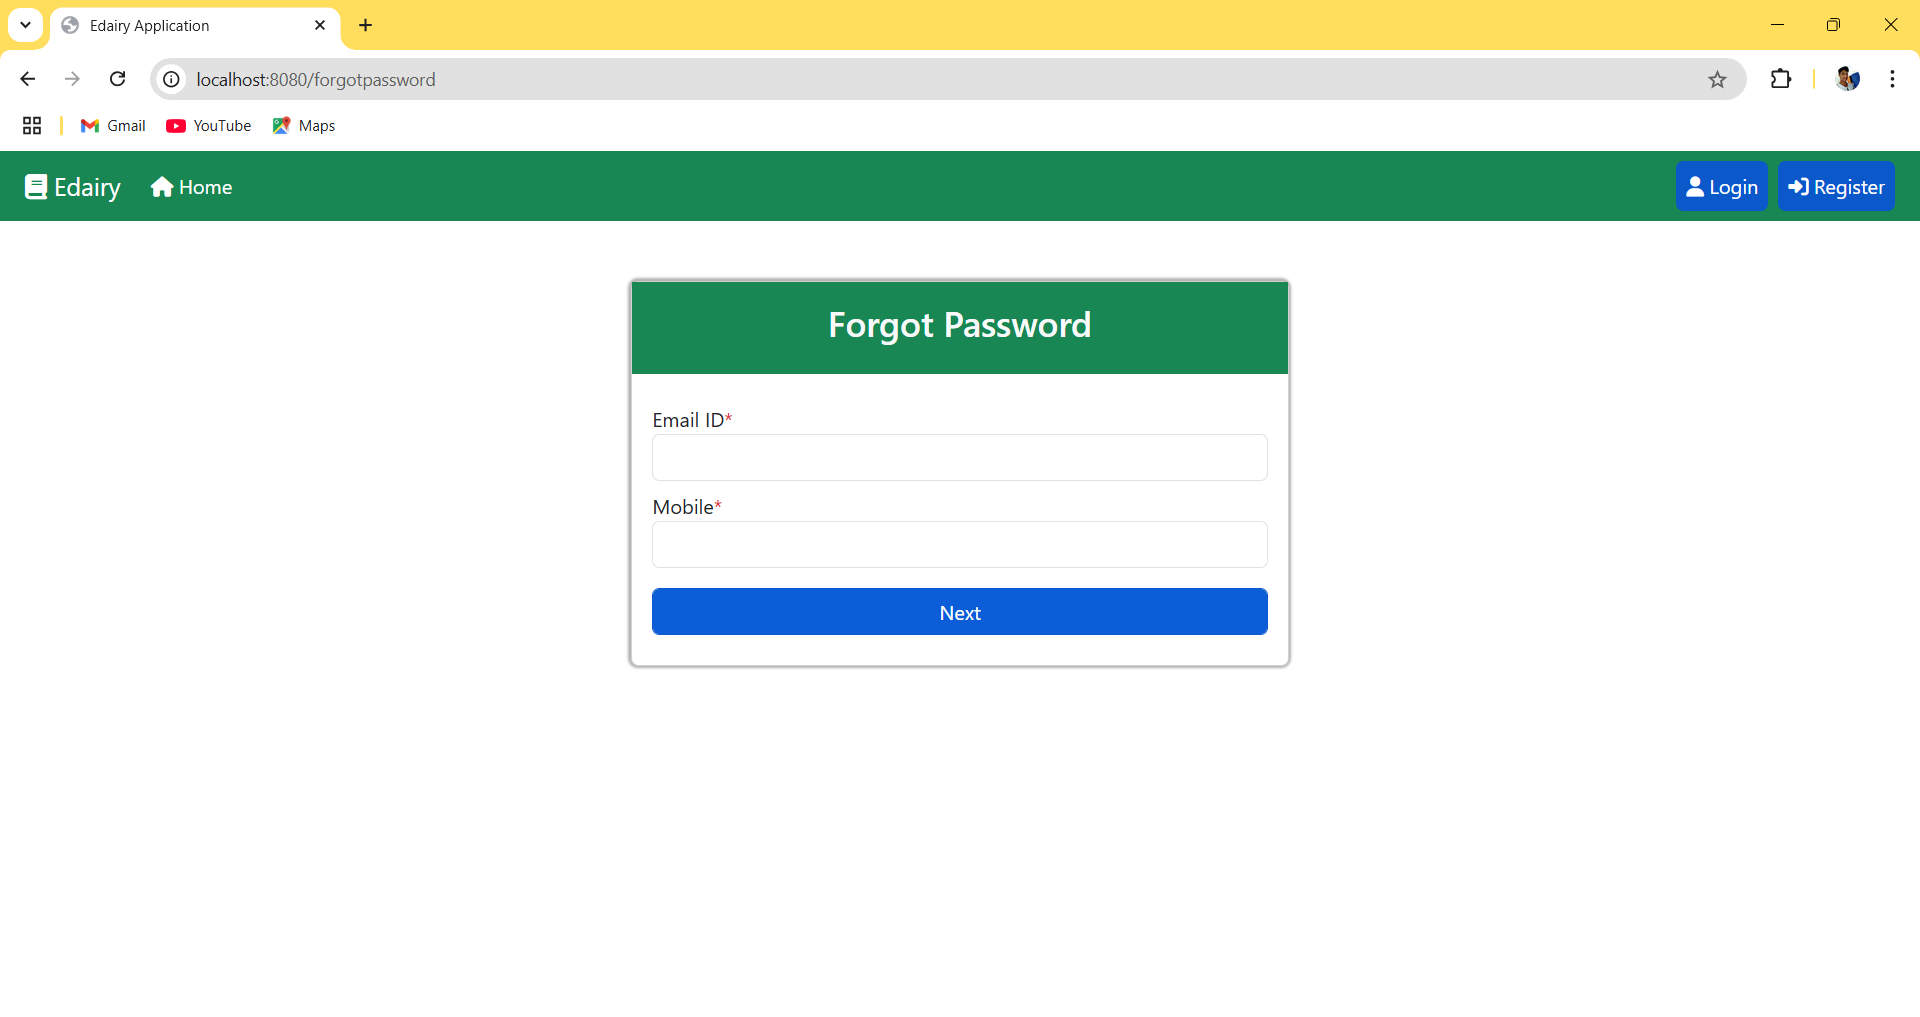 Edairy Application
localhost:8080/forgotpassword
Gmail YouTube Maps
Edairy Home Login Register
Forgot Password
Email ID*
Mobile*
Next